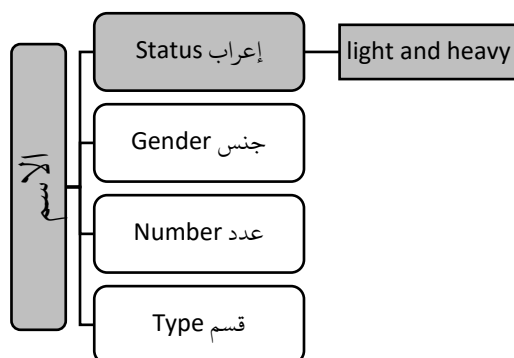 الاسم
Status إعراب
light and heavy
Gender جنس
Number عدد
Type قسم